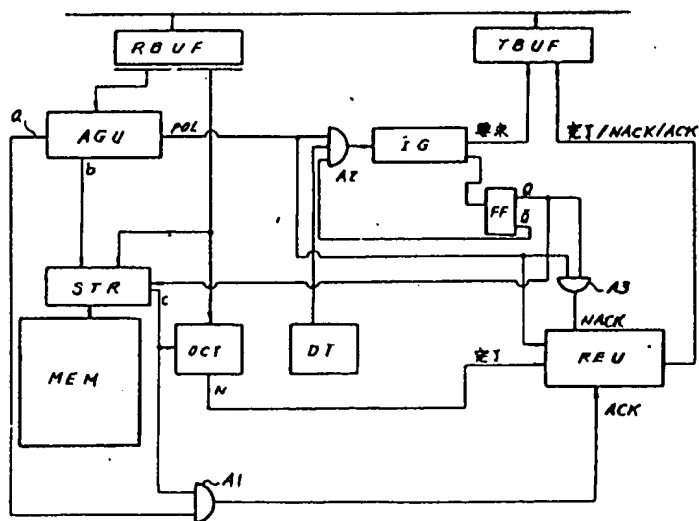 RBUF
TBUF
a
AGU
POL
要求
完了/NACK/ACK
IG
A2
b
FF
Q
Q̄
STR
c
A3
NACK
MEM
OCT
DT
完了
REU
N
ACK
A1